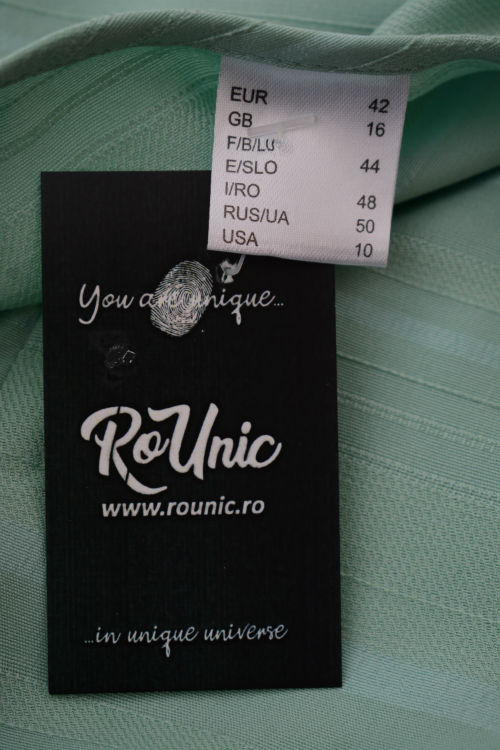 EUR 42
GB 16
F/B/LU 44
E/SLO
I/RO 48
RUS/UA 50
USA 10
You are unique...
RoUnic
www.rounic.ro
...in unique universe